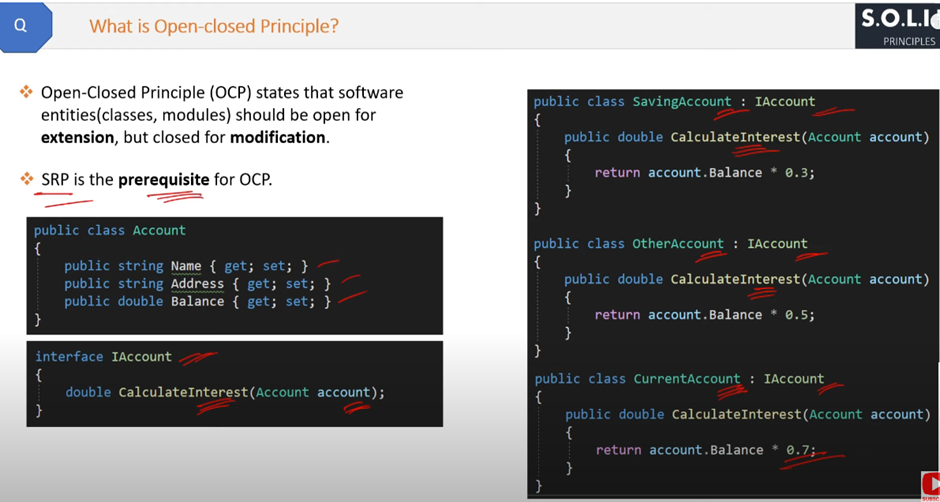 Q
What is Open-closed Principle?
S.O.L.I
PRINCIPLES
❖ Open-Closed Principle (OCP) states that software
entities(classes, modules) should be open for
extension, but closed for modification.
❖ SRP is the prerequisite for OCP.
public class Account
{
public string Name { get; set; }
public string Address { get; set; }
public double Balance { get; set; }
}
interface IAccount
{
double CalculateInterest(Account account);
}
public class SavingAccount : IAccount
{
public double CalculateInterest(Account account)
{
return account.Balance * 0.3;
}
}
public class OtherAccount : IAccount
{
public double CalculateInterest(Account account)
{
return account.Balance * 0.5;
}
}
public class CurrentAccount : IAccount
{
public double CalculateInterest(Account account)
{
return account.Balance * 0.7;
}
}